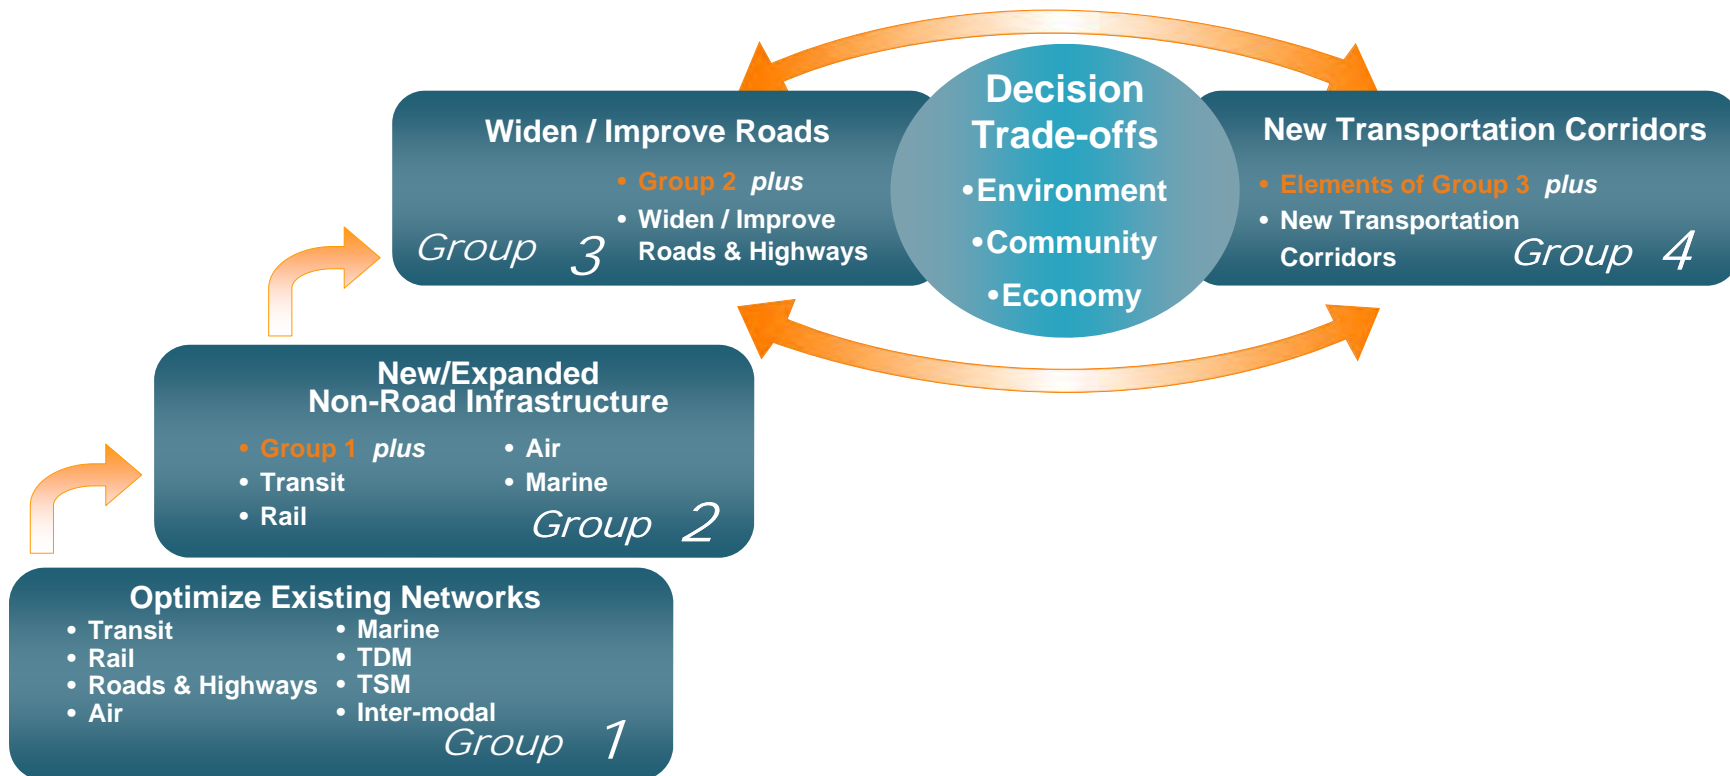 Decision
Trade-offs
•Environment
•Community
•Economy
Widen / Improve Roads
• Group 2 plus
• Widen / Improve
Roads & Highways
Group 3
New Transportation Corridors
• Elements of Group 3 plus
• New Transportation
Corridors
Group 4
New/Expanded
Non-Road Infrastructure
• Group 1 plus
• Transit
• Rail
• Air
• Marine
Group 2
Optimize Existing Networks
• Transit
• Rail
• Roads & Highways
• Air
• Marine
• TDM
• TSM
• Inter-modal
Group 1